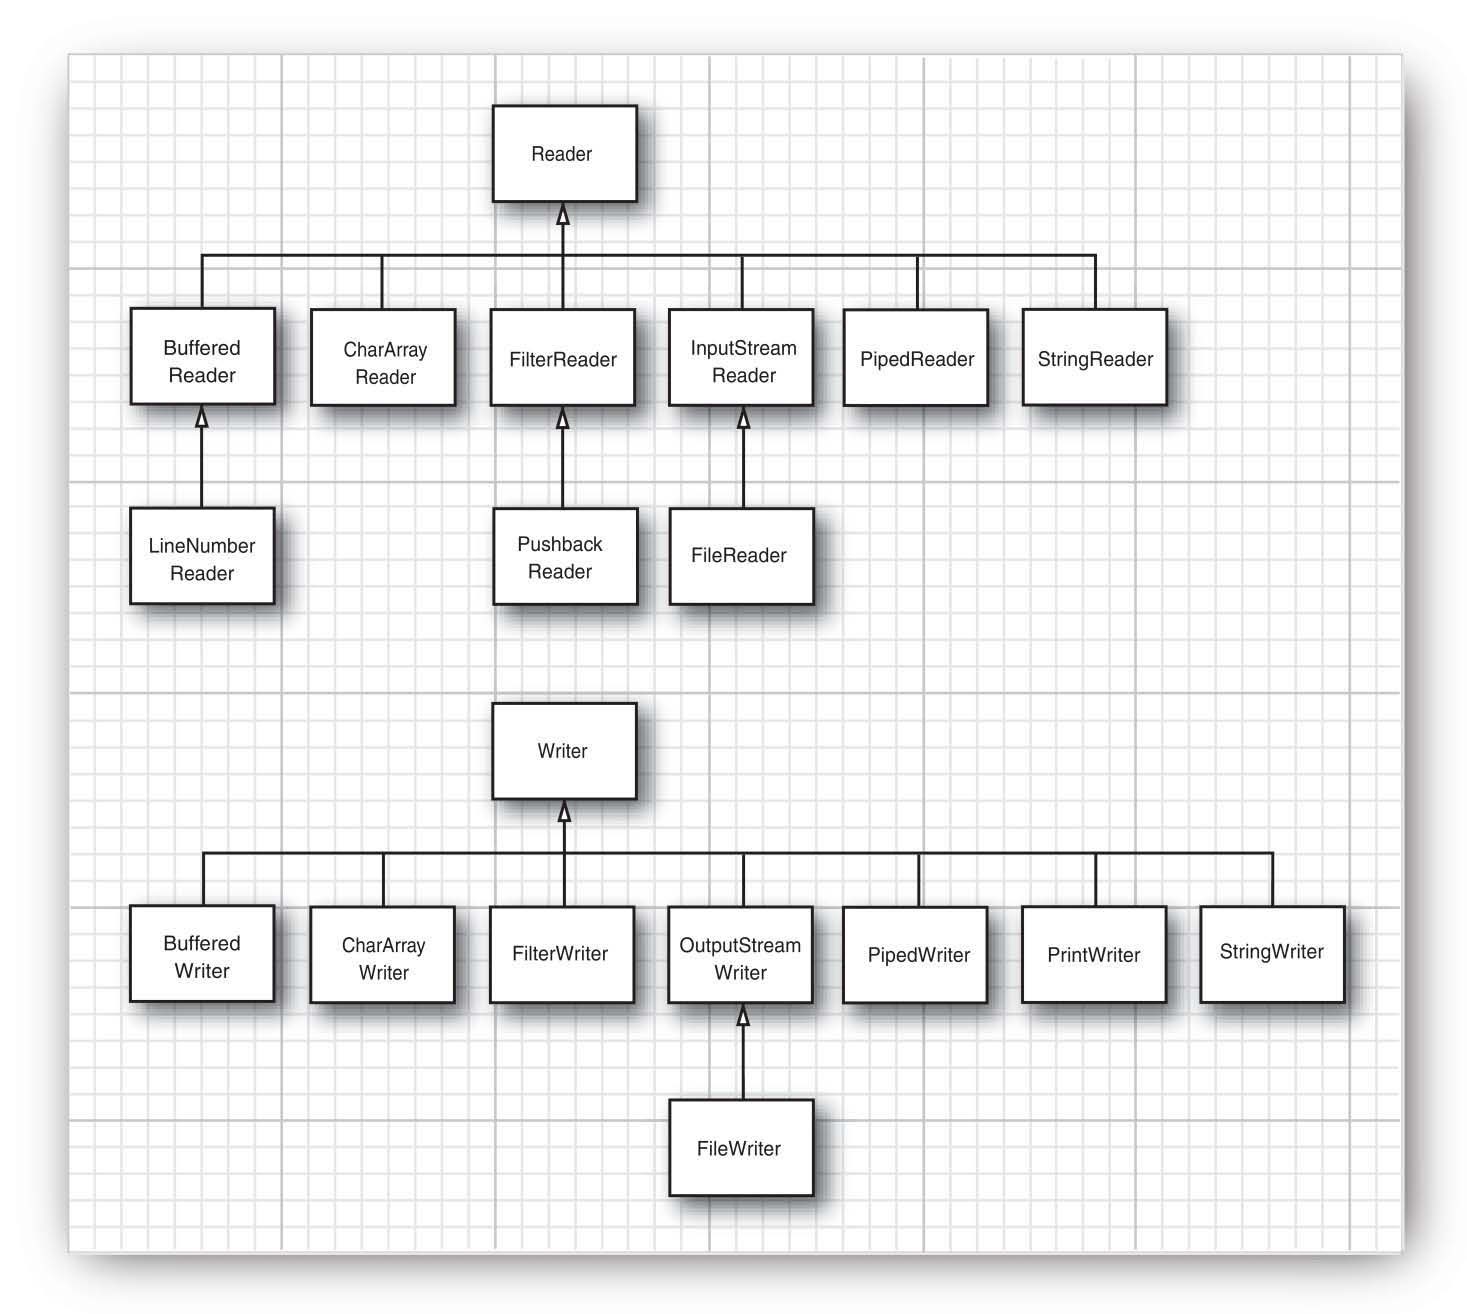 Reader
Buffered
Reader
CharArray
Reader
FilterReader
InputStream
Reader
PipedReader
StringReader
LineNumber
Reader
Pushback
Reader
FileReader
Writer
Buffered
Writer
CharArray
Writer
FilterWriter
OutputStream
Writer
PipedWriter
PrintWriter
StringWriter
FileWriter